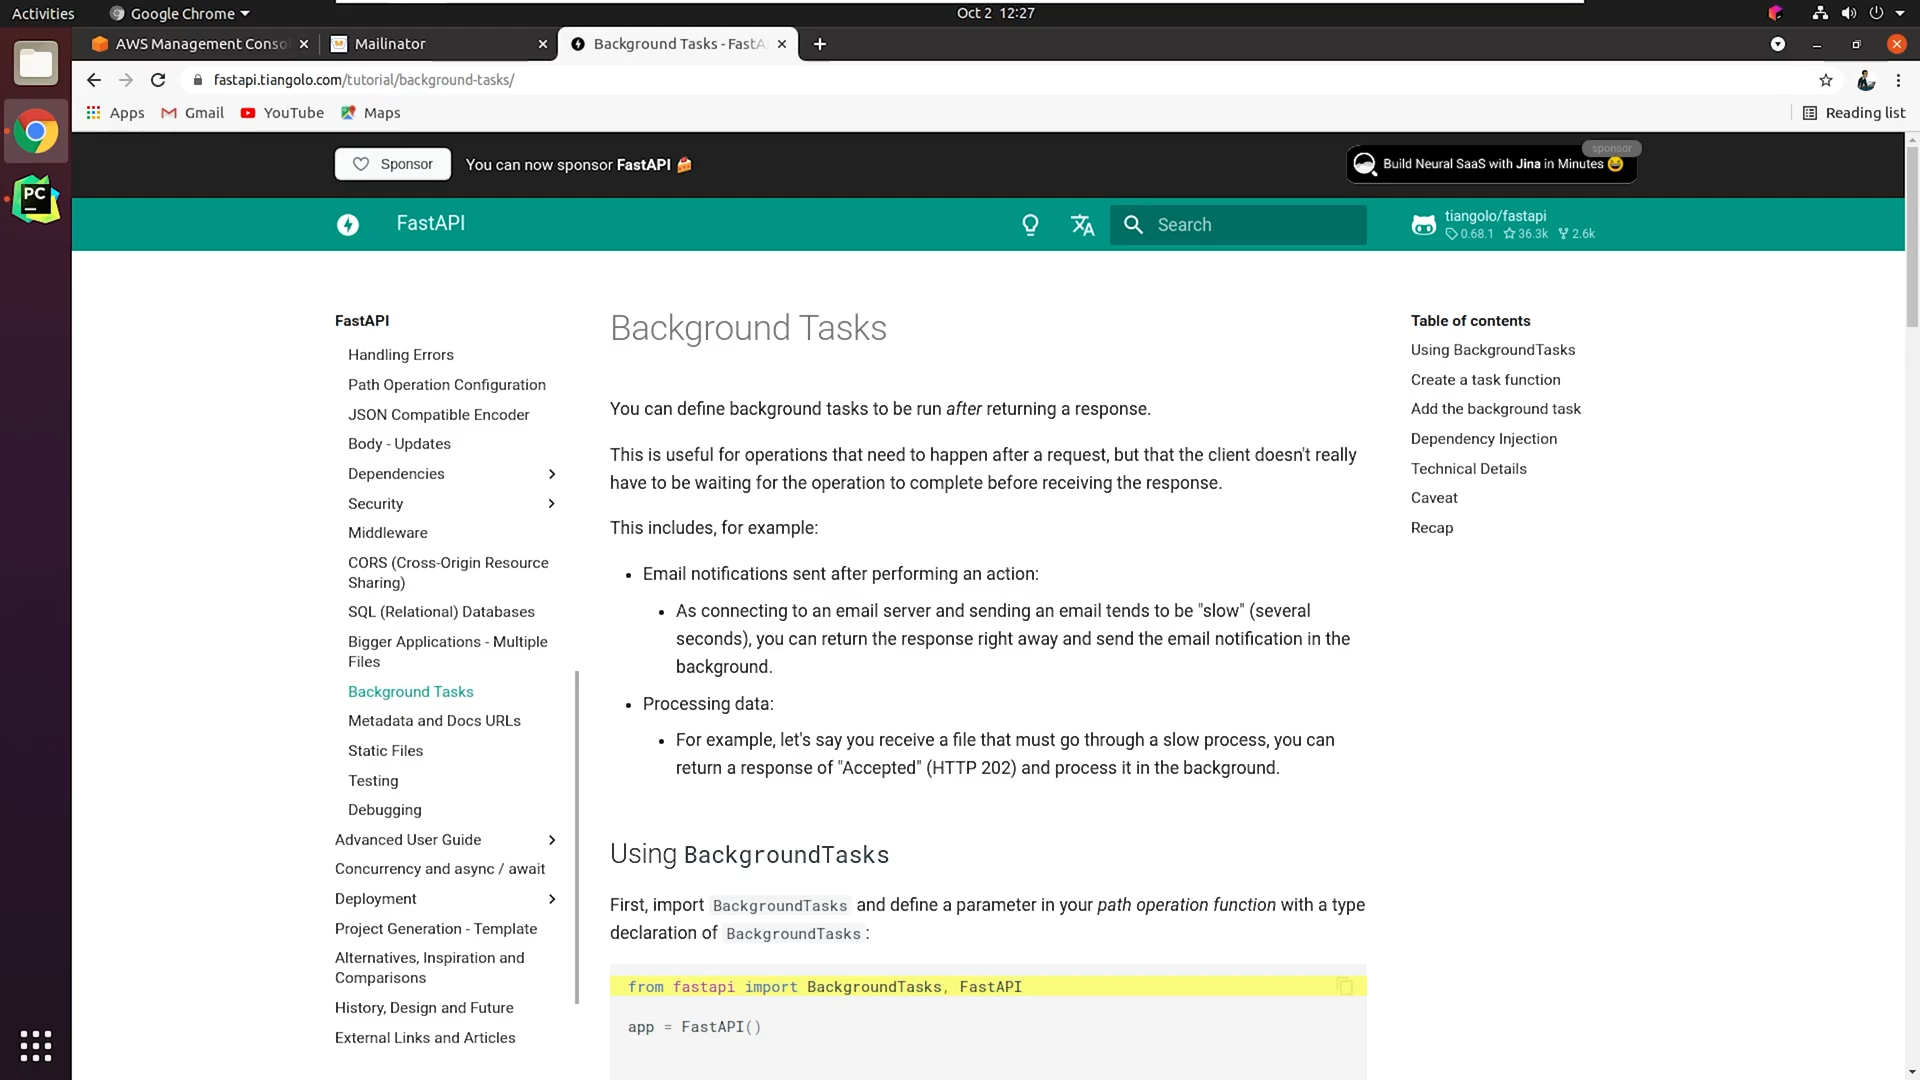 Activities
Google Chrome
Oct 2 12:27
AWS Management Conso
Mailinator
Background Tasks - FastA
fastapi.tiangolo.com/tutorial/background-tasks/
Apps
Gmail
YouTube
Maps
Reading list
Sponsor
You can now sponsor FastAPI
sponsor
Build Neural SaaS with Jina in Minutes
FastAPI
Search
tiangolo/fastapi
0.68.1 36.3k 2.6k
FastAPI
Handling Errors
Path Operation Configuration
JSON Compatible Encoder
Body - Updates
Dependencies
Security
Middleware
CORS (Cross-Origin Resource
Sharing)
SQL (Relational) Databases
Bigger Applications - Multiple
Files
Background Tasks
Metadata and Docs URLs
Static Files
Testing
Debugging
Advanced User Guide
Concurrency and async / await
Deployment
Project Generation - Template
Alternatives, Inspiration and
Comparisons
History, Design and Future
External Links and Articles
Background Tasks
You can define background tasks to be run after returning a response.
This is useful for operations that need to happen after a request, but that the client doesn't really
have to be waiting for the operation to complete before receiving the response.
This includes, for example:
• Email notifications sent after performing an action:
• As connecting to an email server and sending an email tends to be "slow" (several
seconds), you can return the response right away and send the email notification in the
background.
• Processing data:
• For example, let's say you receive a file that must go through a slow process, you can
return a response of "Accepted" (HTTP 202) and process it in the background.
Using BackgroundTasks
First, import BackgroundTasks and define a parameter in your path operation function with a type
declaration of BackgroundTasks:
from fastapi import BackgroundTasks, FastAPI
app = FastAPI()
Table of contents
Using BackgroundTasks
Create a task function
Add the background task
Dependency Injection
Technical Details
Caveat
Recap
PC